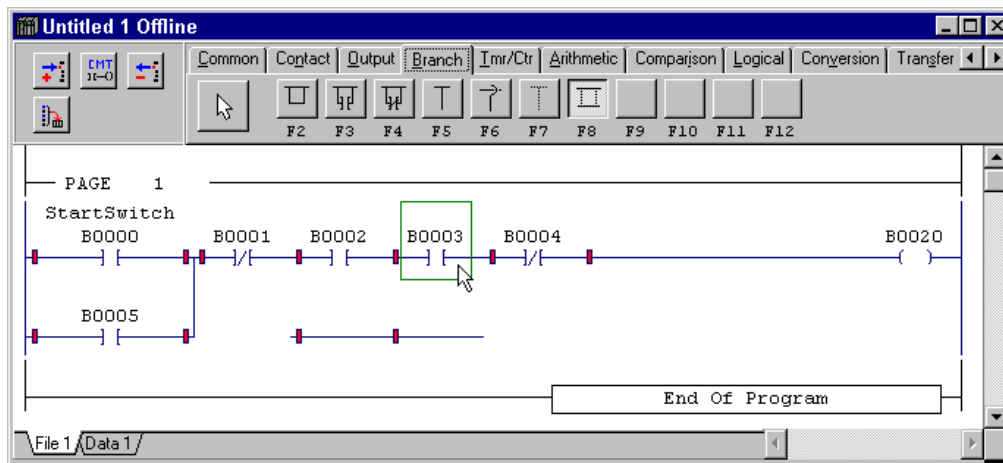 Untitled 1 Offline
CMT
Common Contact Output Branch Tmr/Ctr Arithmetic Comparison Logical Conversion Transfer
F2 F3 F4 F5 F6 F7 F8 F9 F10 F11 F12
PAGE 1
StartSwitch
B0000 B0001 B0002 B0003 B0004 B0020
B0005
End Of Program
File 1 Data 1